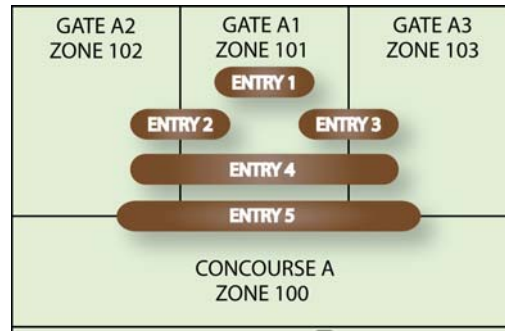 GATE A2
ZONE 102
GATE A1
ZONE 101
GATE A3
ZONE 103
ENTRY 1
ENTRY 2
ENTRY 3
ENTRY 4
ENTRY 5
CONCOURSE A
ZONE 100